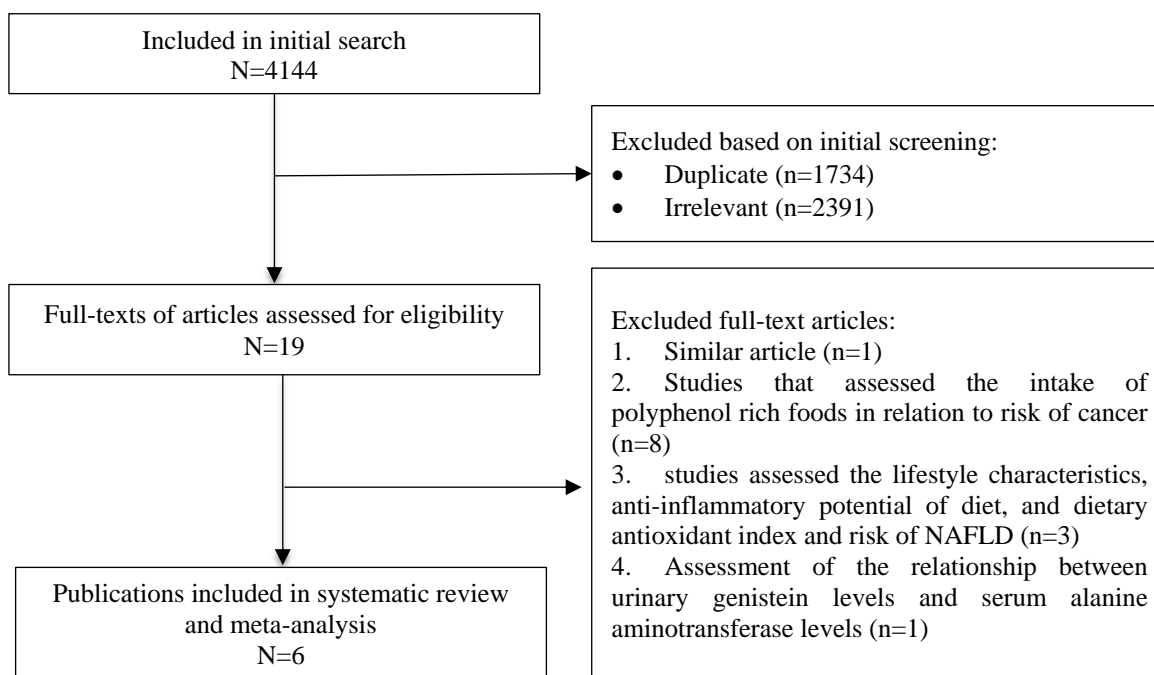 Included in initial search
N=4144
Excluded based on initial screening:
• Duplicate (n=1734)
• Irrelevant (n=2391)
Full-texts of articles assessed for eligibility
N=19
Excluded full-text articles:
1. Similar article (n=1)
2. Studies that assessed the intake of
polyphenol rich foods in relation to risk of cancer
(n=8)
3. studies assessed the lifestyle characteristics,
anti-inflammatory potential of diet, and dietary
antioxidant index and risk of NAFLD (n=3)
4. Assessment of the relationship between
urinary genistein levels and serum alanine
aminotransferase levels (n=1)
Publications included in systematic review
and meta-analysis
N=6